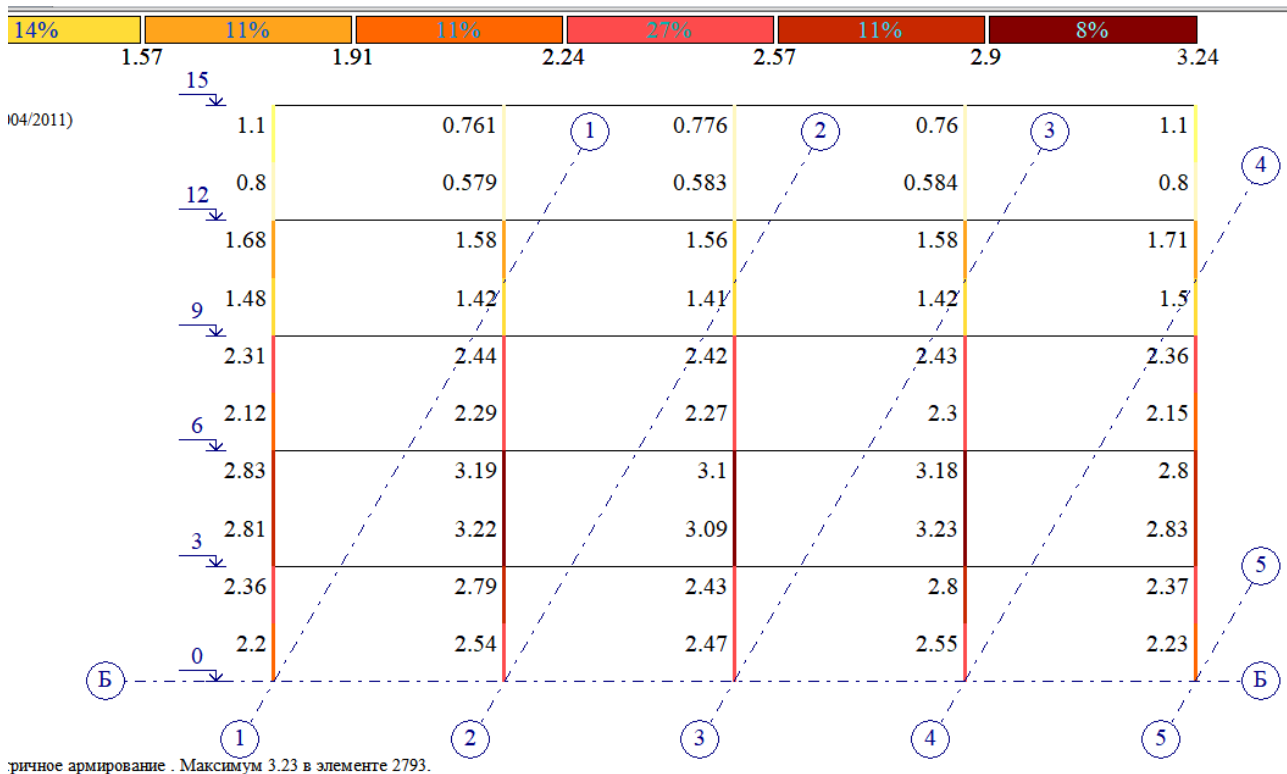 14% 11% 11% 27% 11% 8%
1.57 1.91 2.24 2.57 2.9 3.24
15
004/2011)
1.1 0.761 1 0.776 2 0.76 3 1.1
4
0.8 0.579 0.583 0.584 0.8
12
1.68 1.58 1.56 1.58 1.71
1.48 1.42 1.41 1.42 1.5
9
2.31 2.44 2.42 2.43 2.36
2.12 2.29 2.27 2.3 2.15
6
2.83 3.19 3.1 3.18 2.8
2.81 3.22 3.09 3.23 2.83
3
5
2.36 2.79 2.43 2.8 2.37
2.2 2.54 2.47 2.55 2.23
0
Б Б
1 2 3 4 5
ричное армирование . Максимум 3.23 в элементе 2793.